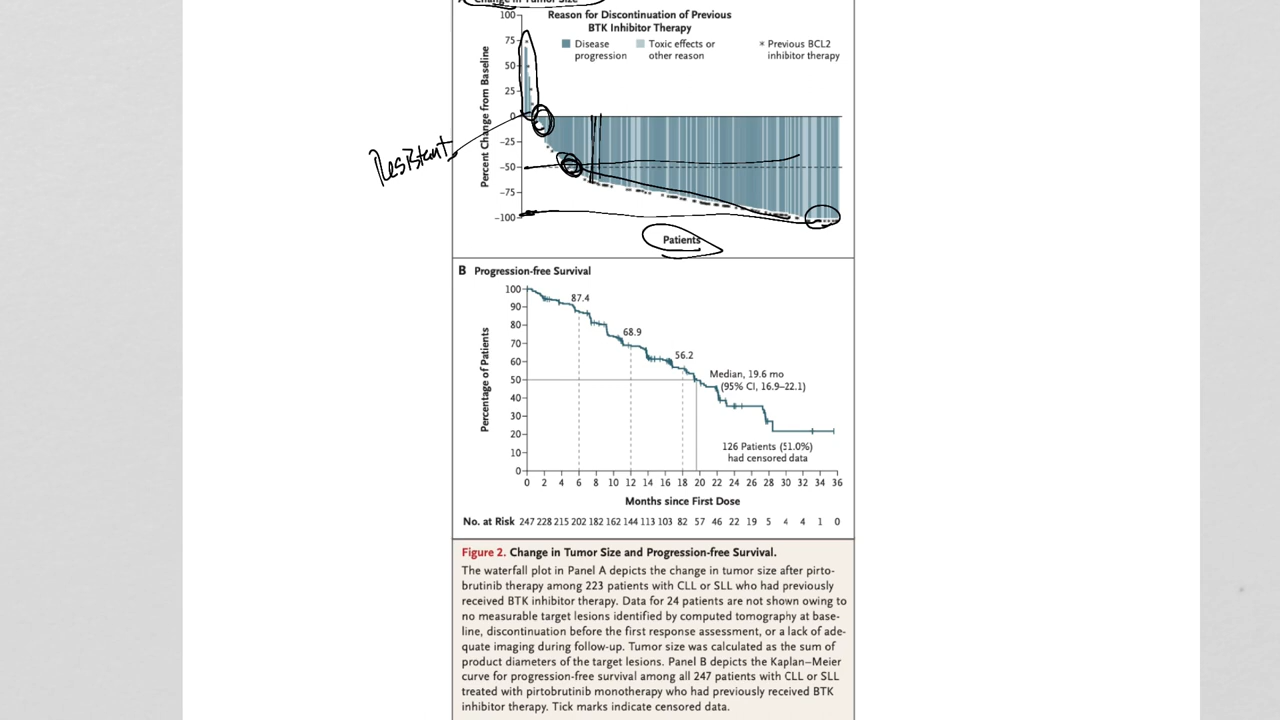 Change in Tumor Size
Reason for Discontinuation of Previous
BTK Inhibitor Therapy
Disease
progression
Toxic effects or
other reason
* Previous BCL2
inhibitor therapy
Percent Change from Baseline
100
75
50
25
0
−25
−50
−75
−100
Resistant
Patients
B Progression-free Survival
Percentage of Patients
100
90
80
70
60
50
40
30
20
10
0
87.4
68.9
56.2
Median, 19.6 mo
(95% CI, 16.9–22.1)
126 Patients (51.0%)
had censored data
0 2 4 6 8 10 12 14 16 18 20 22 24 26 28 30 32 34 36
Months since First Dose
No. at Risk 247 228 215 202 182 162 144 113 103 82 57 46 22 19 5 4 4 1 0
Figure 2. Change in Tumor Size and Progression-free Survival.
The waterfall plot in Panel A depicts the change in tumor size after pirto-
brutinib therapy among 223 patients with CLL or SLL who had previously
received BTK inhibitor therapy. Data for 24 patients are not shown owing to
no measurable target lesions identified by computed tomography at base-
line, discontinuation before the first response assessment, or a lack of ade-
quate imaging during follow-up. Tumor size was calculated as the sum of
product diameters of the target lesions. Panel B depicts the Kaplan–Meier
curve for progression-free survival among all 247 patients with CLL or SLL
treated with pirtobrutinib monotherapy who had previously received BTK
inhibitor therapy. Tick marks indicate censored data.